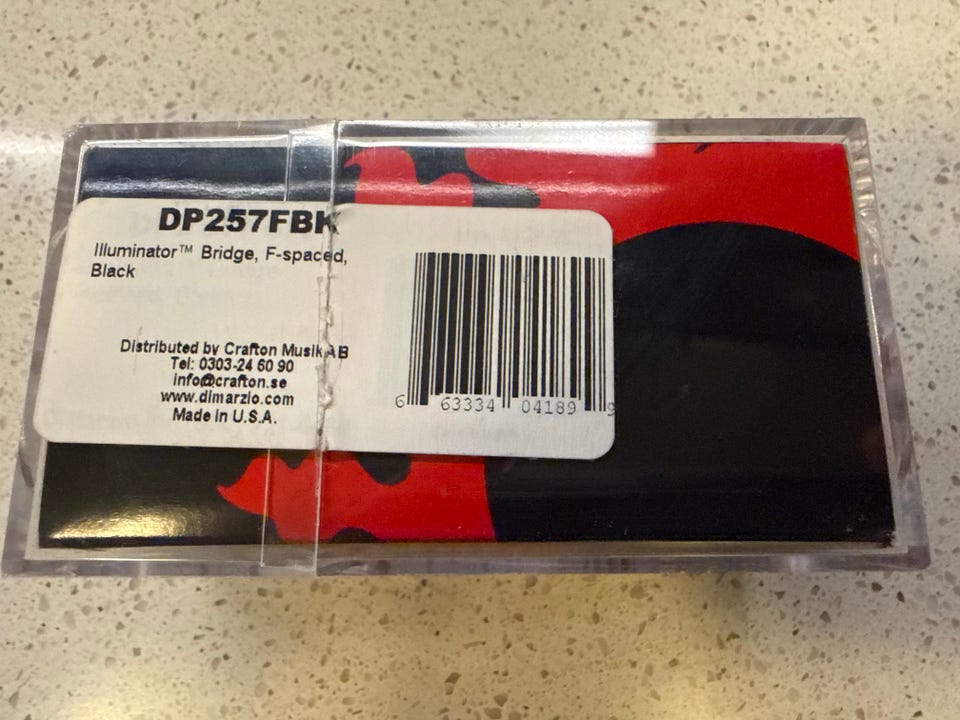 DP257FBK
Illuminator™ Bridge, F-spaced,
Black
Distributed by Crafton Musik AB
Tel: 0303-24 60 90
info@crafton.se
www.dimarzio.com
Made in U.S.A.
6 63334 04189 9